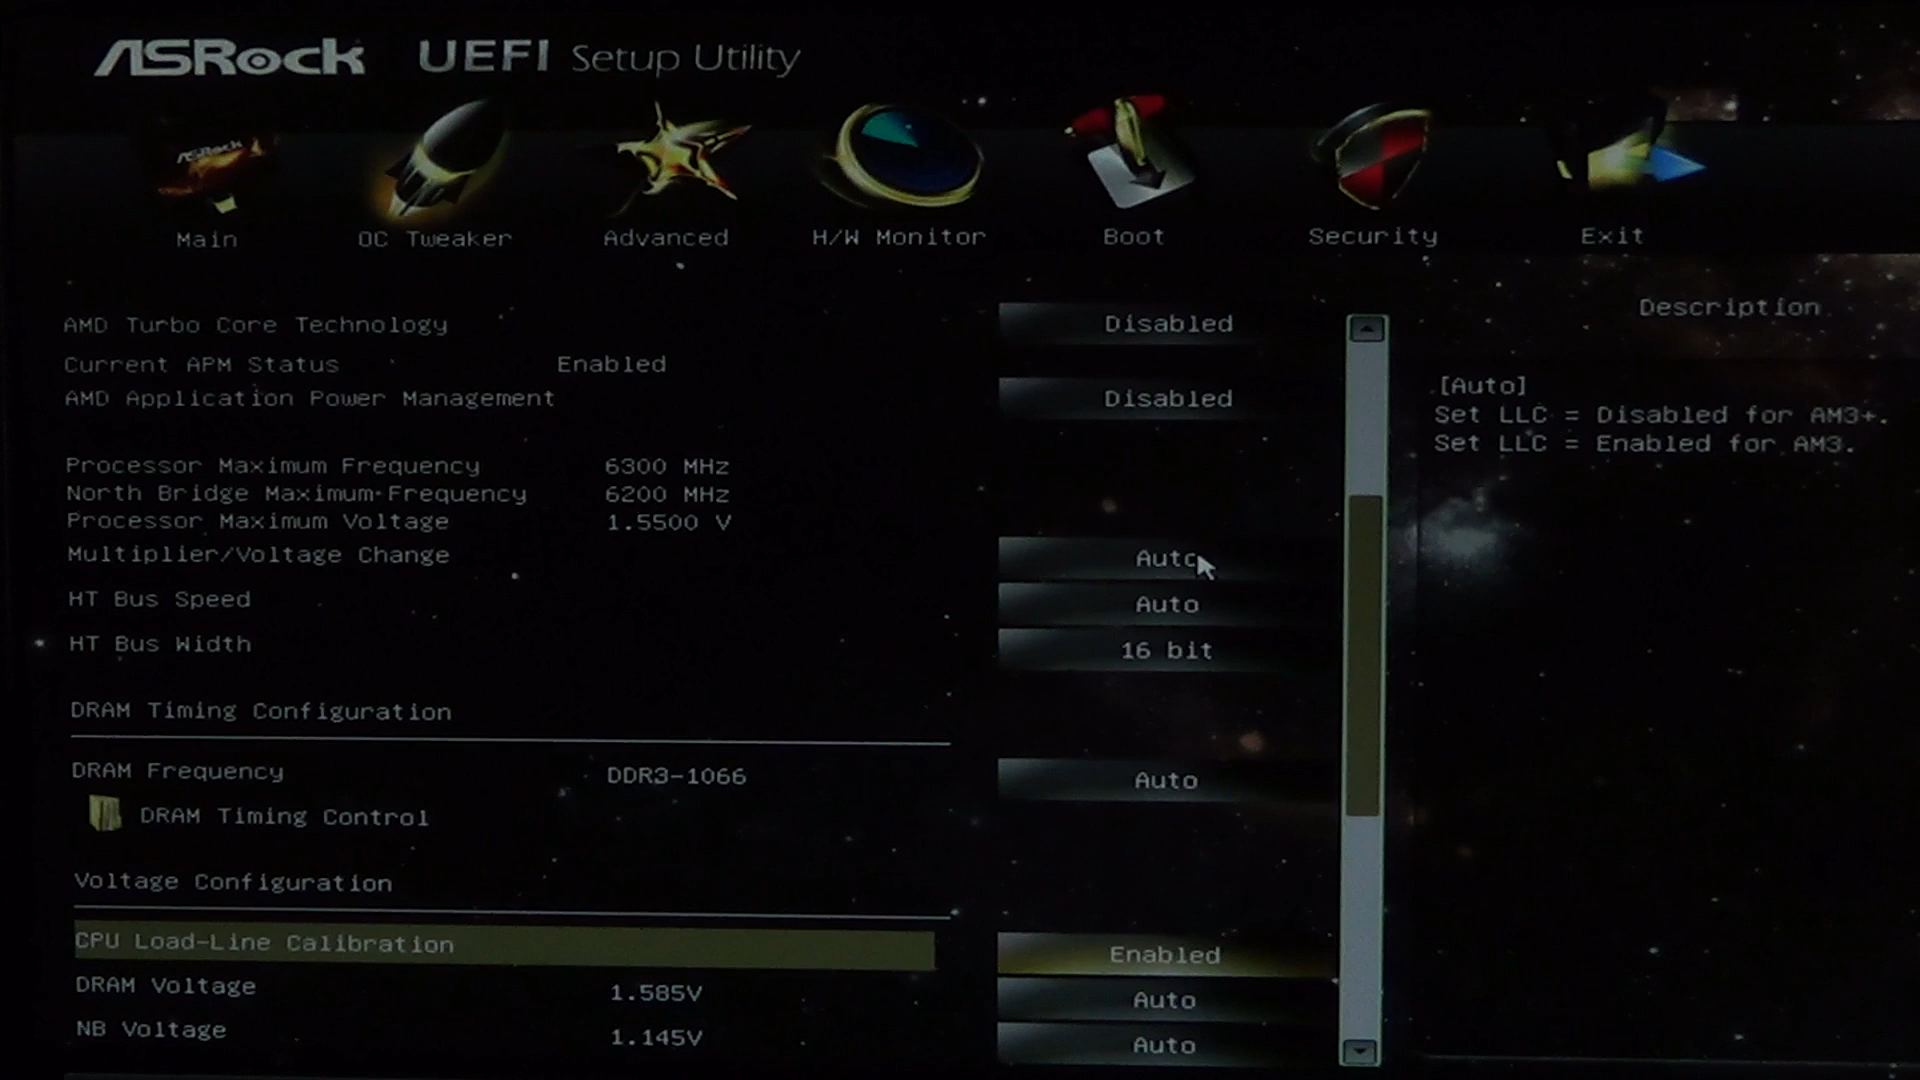 ASRock UEFI Setup Utility
ASRock
Main OC Tweaker Advanced H/W Monitor Boot Security Exit
AMD Turbo Core Technology Disabled
Current APM Status Enabled
AMD Application Power Management Disabled
Processor Maximum Frequency 6300 MHz
North Bridge Maximum Frequency 6200 MHz
Processor Maximum Voltage 1.5500 V
Multiplier/Voltage Change Auto
HT Bus Speed Auto
HT Bus Width 16 bit
DRAM Timing Configuration
DRAM Frequency DDR3-1066 Auto
DRAM Timing Control
Voltage Configuration
CPU Load-Line Calibration Enabled
DRAM Voltage 1.585V Auto
NB Voltage 1.145V Auto
Description
[Auto]
Set LLC = Disabled for AM3+.
Set LLC = Enabled for AM3.